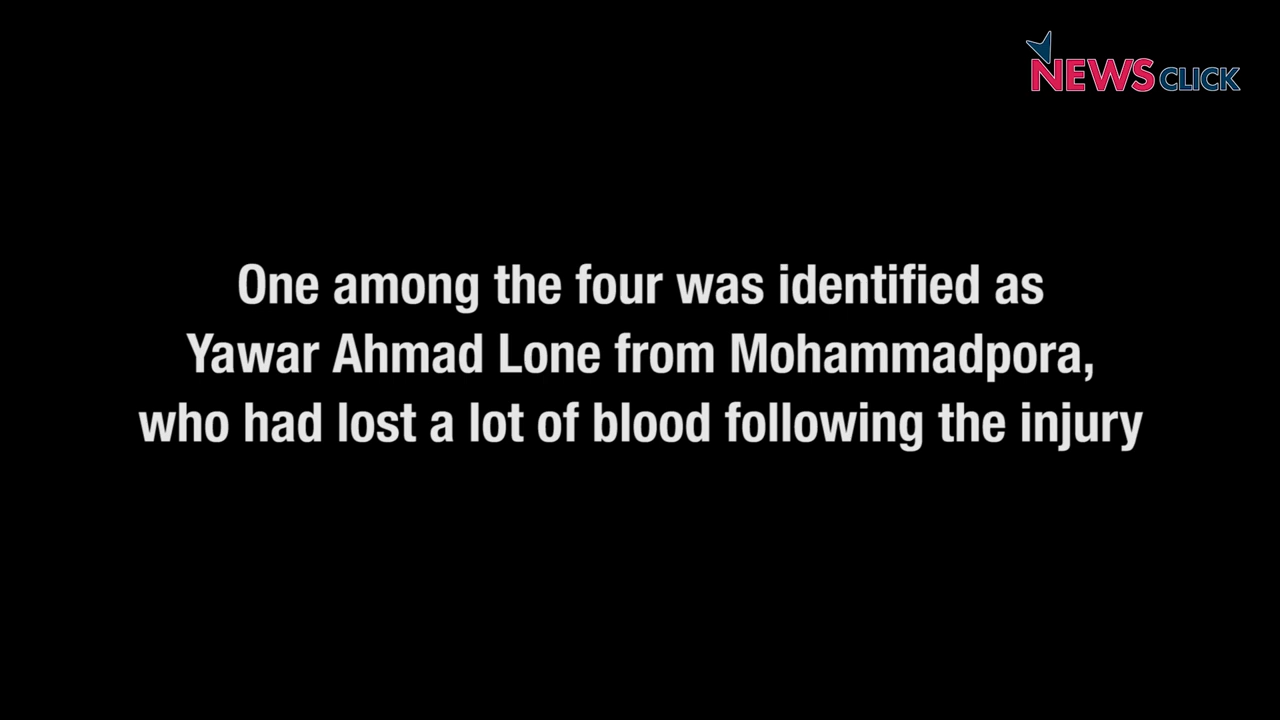 NEWSCLICK
One among the four was identified as
Yawar Ahmad Lone from Mohammadpora,
who had lost a lot of blood following the injury